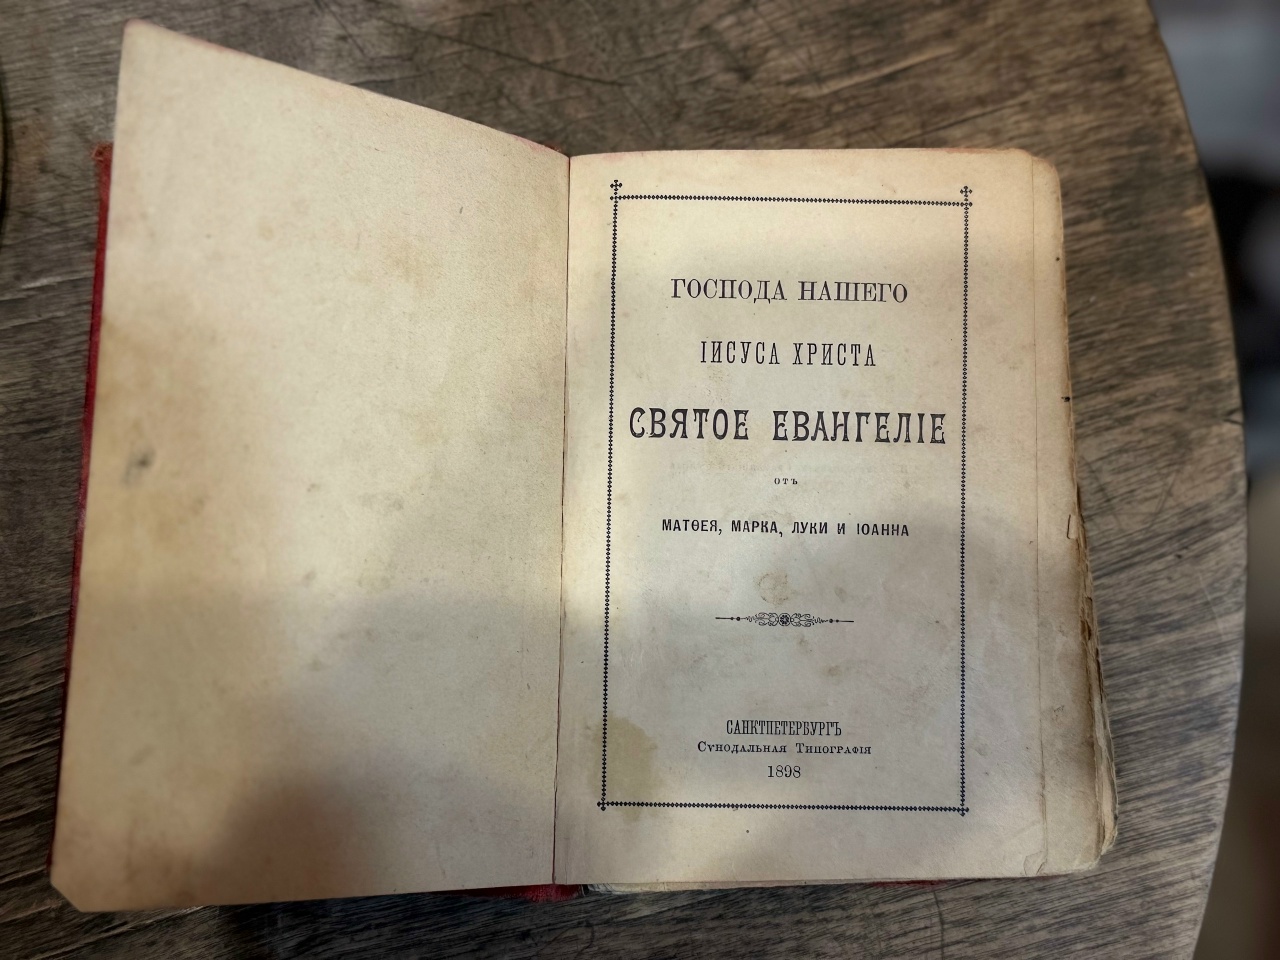 ГОСПОДА НАШЕГО
ІИСУСА ХРИСТА
СВЯТОЕ ЕВАНГЕЛІЕ
отъ
МАТѲЕЯ, МАРКА, ЛУКИ И ІОАННА
САНКТПЕТЕРБУРГЪ
Сѵнодальная Типографія
1898